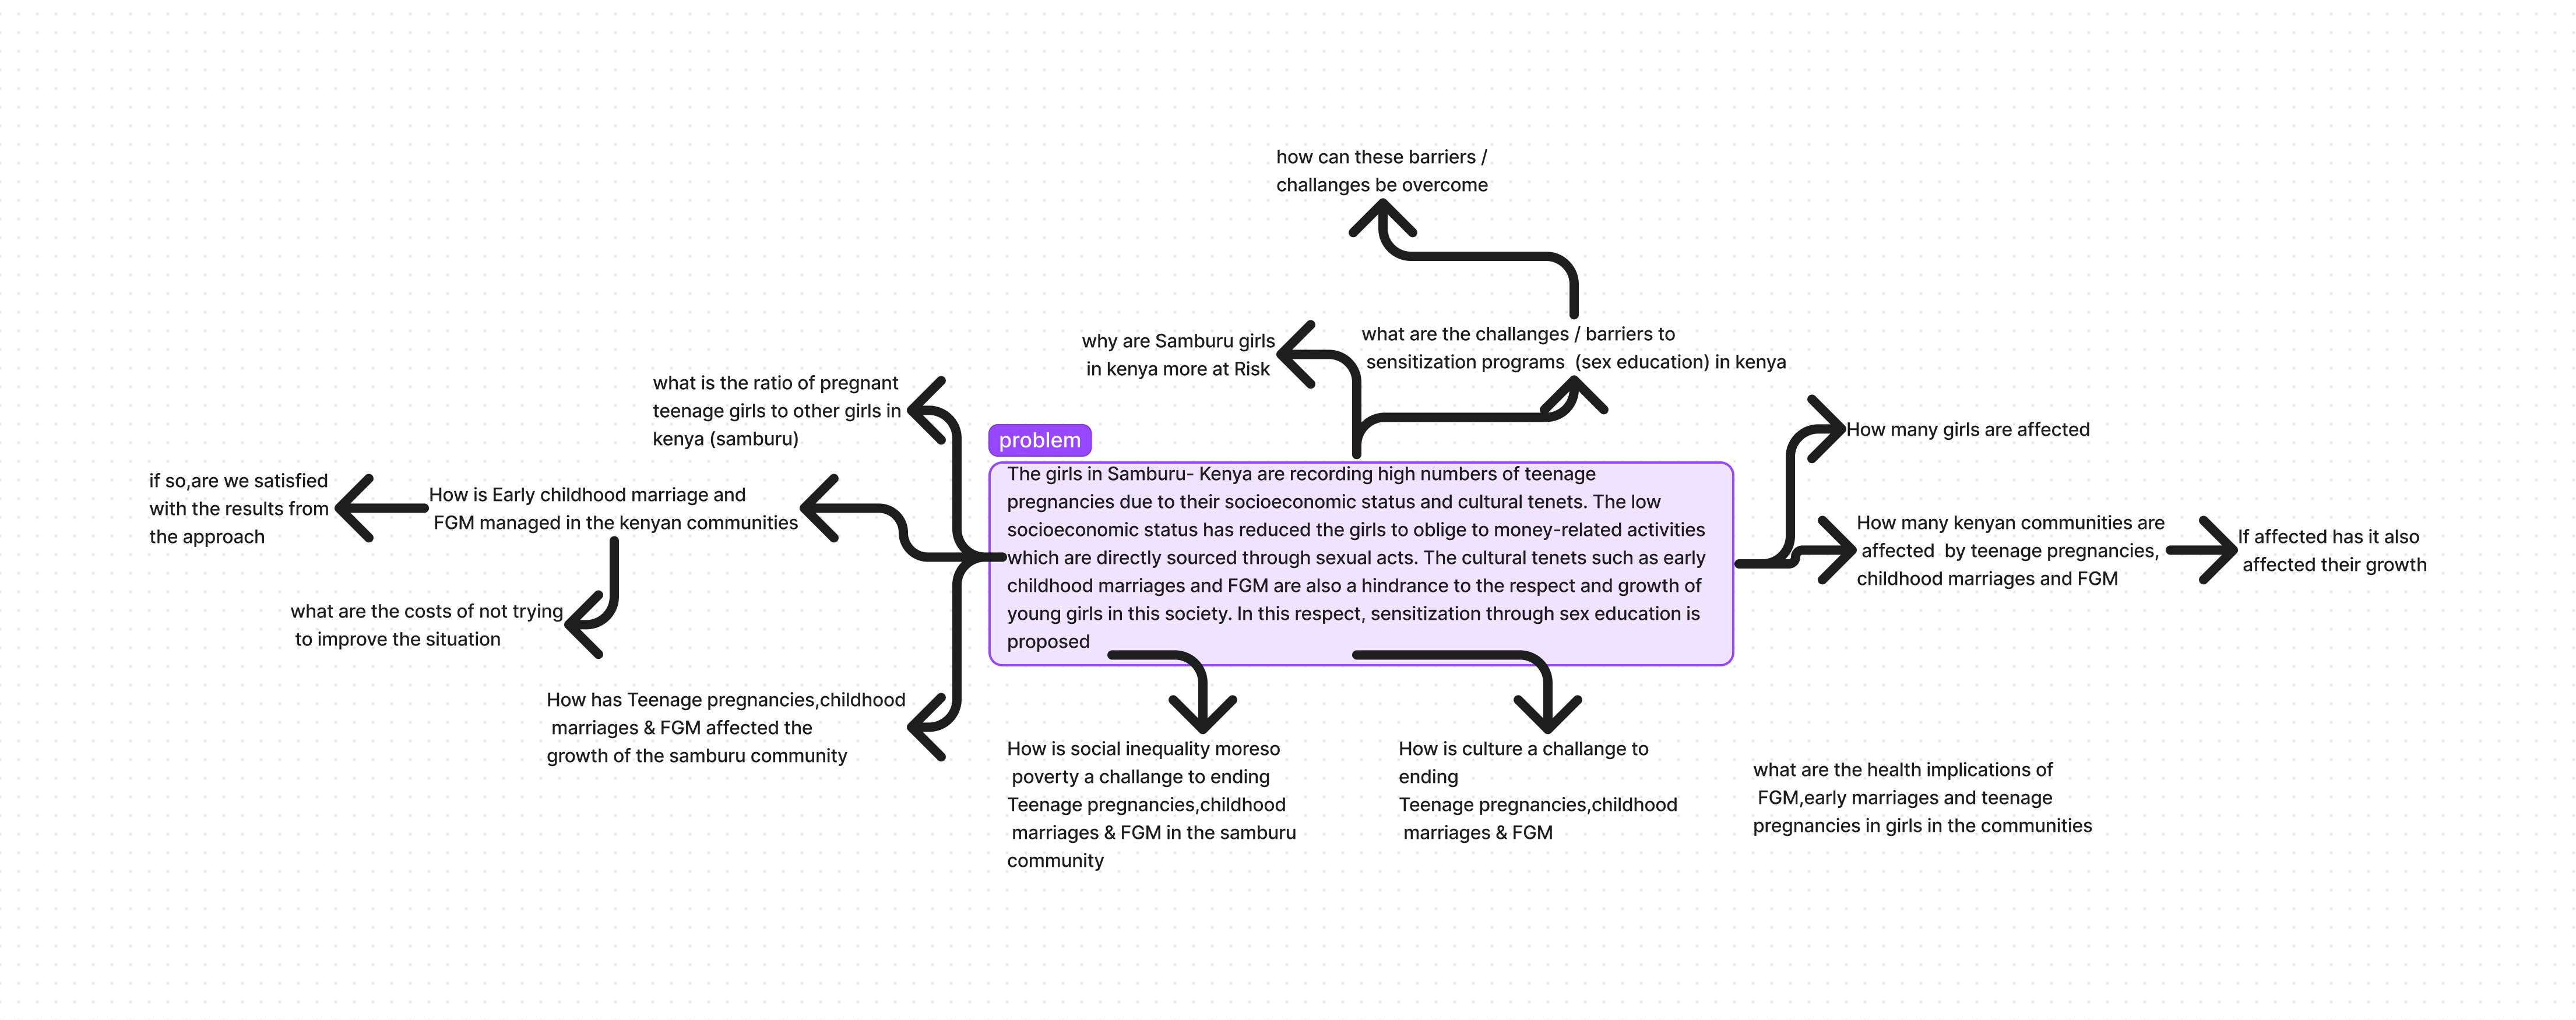 how can these barriers /
challanges be overcome
why are Samburu girls
in kenya more at Risk
what are the challanges / barriers to
sensitization programs (sex education) in kenya
what is the ratio of pregnant
teenage girls to other girls in
kenya (samburu)
problem
The girls in Samburu- Kenya are recording high numbers of teenage
pregnancies due to their socioeconomic status and cultural tenets. The low
socioeconomic status has reduced the girls to oblige to money-related activities
which are directly sourced through sexual acts. The cultural tenets such as early
childhood marriages and FGM are also a hindrance to the respect and growth of
young girls in this society. In this respect, sensitization through sex education is
proposed
How many girls are affected
if so,are we satisfied
with the results from
the approach
How is Early childhood marriage and
FGM managed in the kenyan communities
How many kenyan communities are
affected by teenage pregnancies,
childhood marriages and FGM
If affected has it also
affected their growth
what are the costs of not trying
to improve the situation
How has Teenage pregnancies,childhood
marriages & FGM affected the
growth of the samburu community
How is social inequality moreso
poverty a challange to ending
Teenage pregnancies,childhood
marriages & FGM in the samburu
community
How is culture a challange to
ending
Teenage pregnancies,childhood
marriages & FGM
what are the health implications of
FGM,early marriages and teenage
pregnancies in girls in the communities